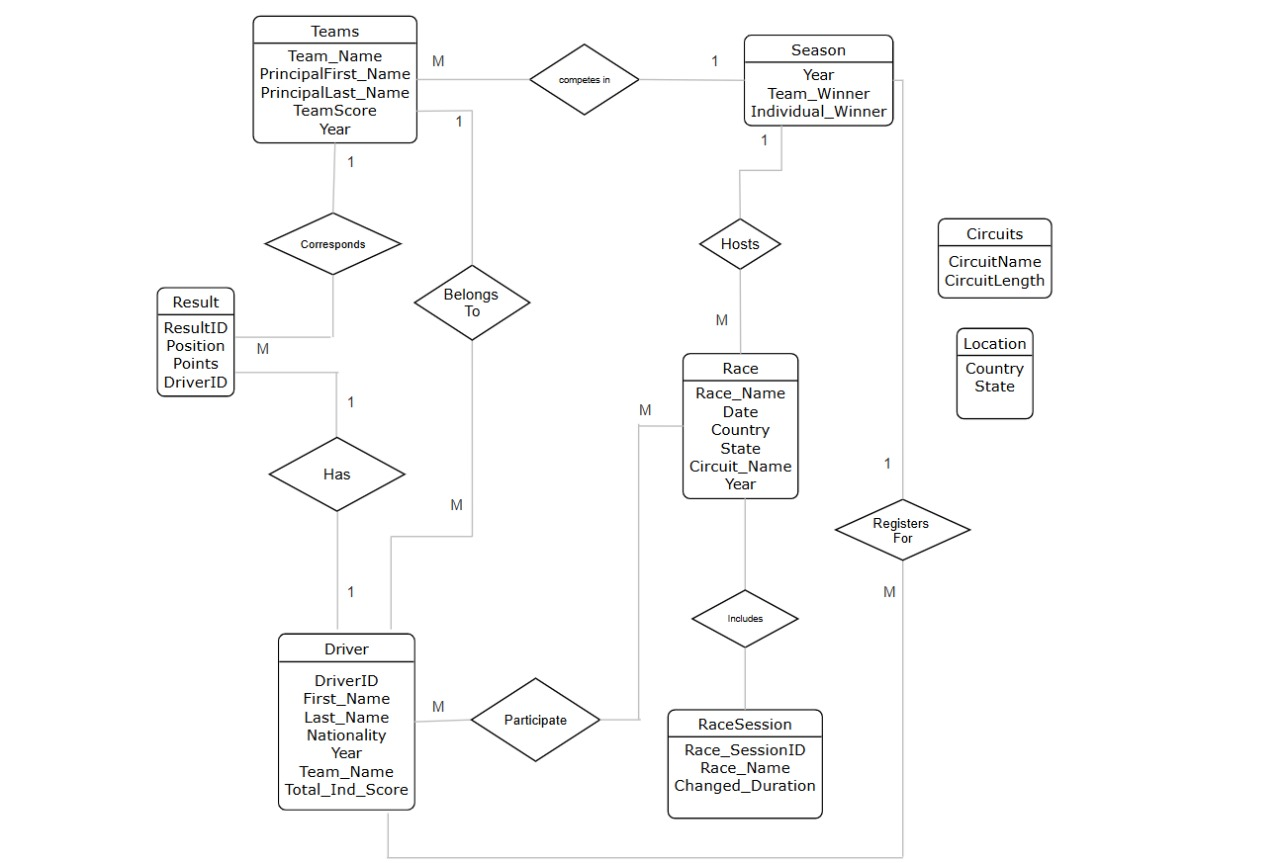 Teams
Team_Name
PrincipalFirst_Name
PrincipalLast_Name
TeamScore
Year
M
competes in
1
Season
Year
Team_Winner
Individual_Winner
1
1
1
Corresponds
Hosts
Circuits
CircuitName
CircuitLength
Belongs
To
Result
ResultID
Position
Points
DriverID
M
M
Location
Country
State
Race
Race_Name
Date
Country
State
Circuit_Name
Year
1
M
Has
M
1
Registers
For
1
M
Includes
Driver
DriverID
First_Name
Last_Name
Nationality
Year
Team_Name
Total_Ind_Score
M
Participate
RaceSession
Race_SessionID
Race_Name
Changed_Duration